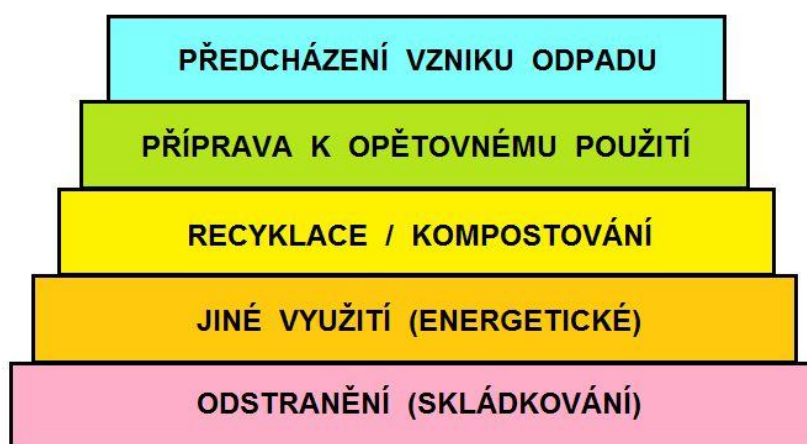 PŘEDCHÁZENÍ VZNIKU ODPADU
PŘÍPRAVA K OPĚTOVNÉMU POUŽITÍ
RECYKLACE / KOMPOSTOVÁNÍ
JINÉ VYUŽITÍ (ENERGETICKÉ)
ODSTRANĚNÍ (SKLÁDKOVÁNÍ)